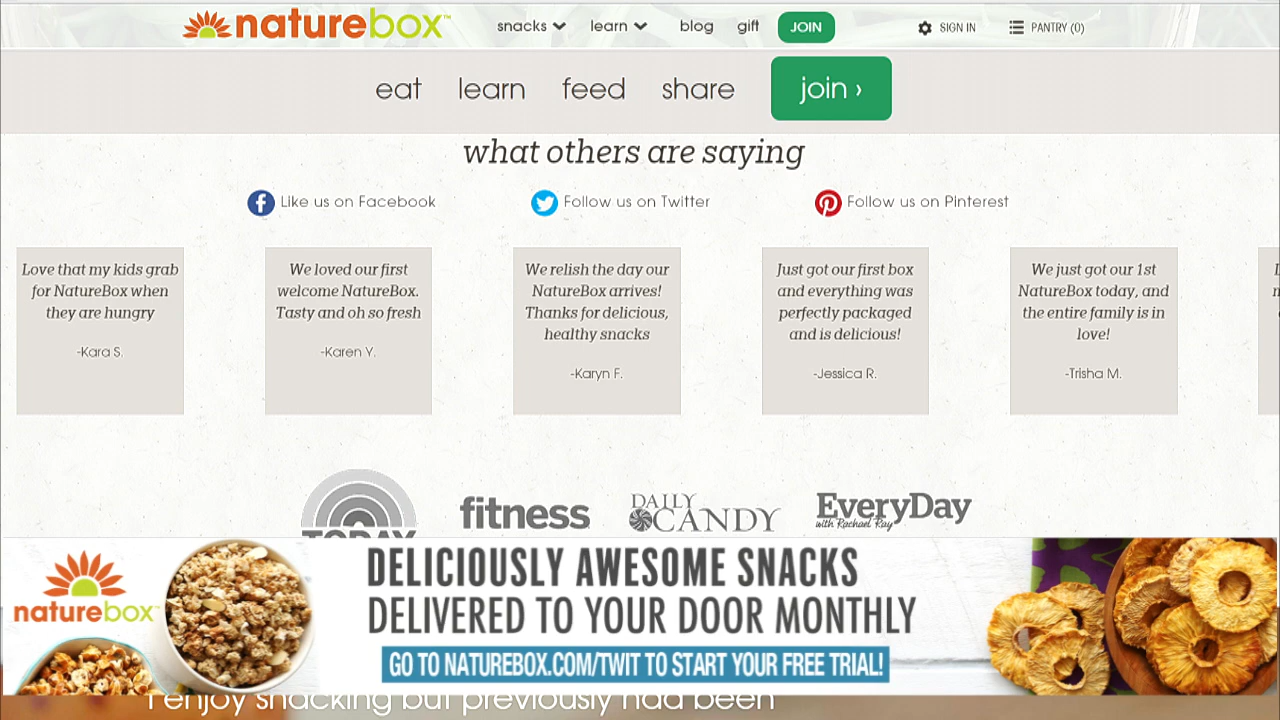 naturebox™
snacks learn blog gift JOIN SIGN IN PANTRY (0)
eat learn feed share join ›
what others are saying
Like us on Facebook Follow us on Twitter Follow us on Pinterest
Love that my kids grab
for NatureBox when
they are hungry
-Kara S.
We loved our first
welcome NatureBox.
Tasty and oh so fresh
-Karen Y.
We relish the day our
NatureBox arrives!
Thanks for delicious,
healthy snacks
-Karyn F.
Just got our first box
and everything was
perfectly packaged
and is delicious!
-Jessica R.
We just got our 1st
NatureBox today, and
the entire family is in
love!
-Trisha M.
TODAY
fitness
DAILY
CANDY
EveryDay
with Rachael Ray
naturebox
DELICIOUSLY AWESOME SNACKS
DELIVERED TO YOUR DOOR MONTHLY
GO TO NATUREBOX.COM/TWIT TO START YOUR FREE TRIAL!
I enjoy snacking but previously had been